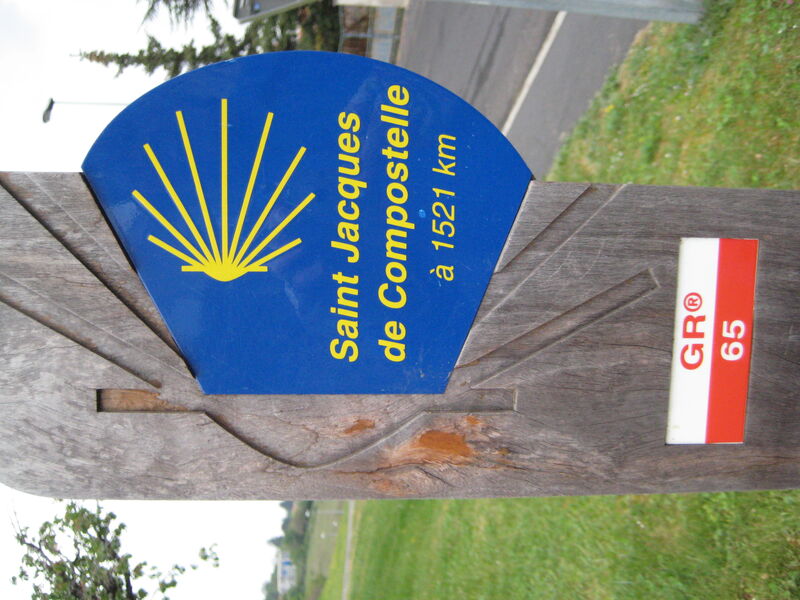 Saint Jacques
de Compostelle
à 1521 km
GR®
65